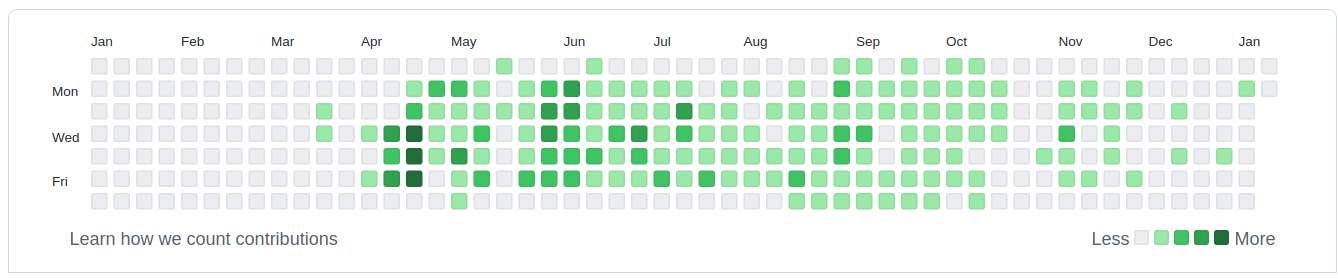 Jan Feb Mar Apr May Jun Jul Aug Sep Oct Nov Dec Jan
Mon
Wed
Fri
Learn how we count contributions Less More